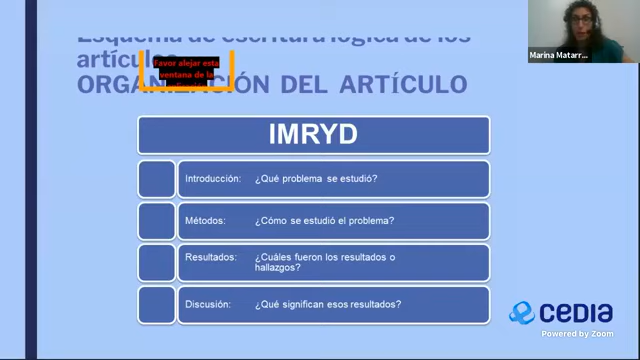 Esquema de escritura lógica de los
artículos
ORGANIZACIÓN DEL ARTÍCULO
Favor alejar esta
ventana de la
IMRYD
Introducción: ¿Qué problema se estudió?
Métodos: ¿Cómo se estudió el problema?
Resultados: ¿Cuáles fueron los resultados o
hallazgos?
Discusión: ¿Qué significan esos resultados?
Marina Matarr...
CEDIA
Powered by Zoom